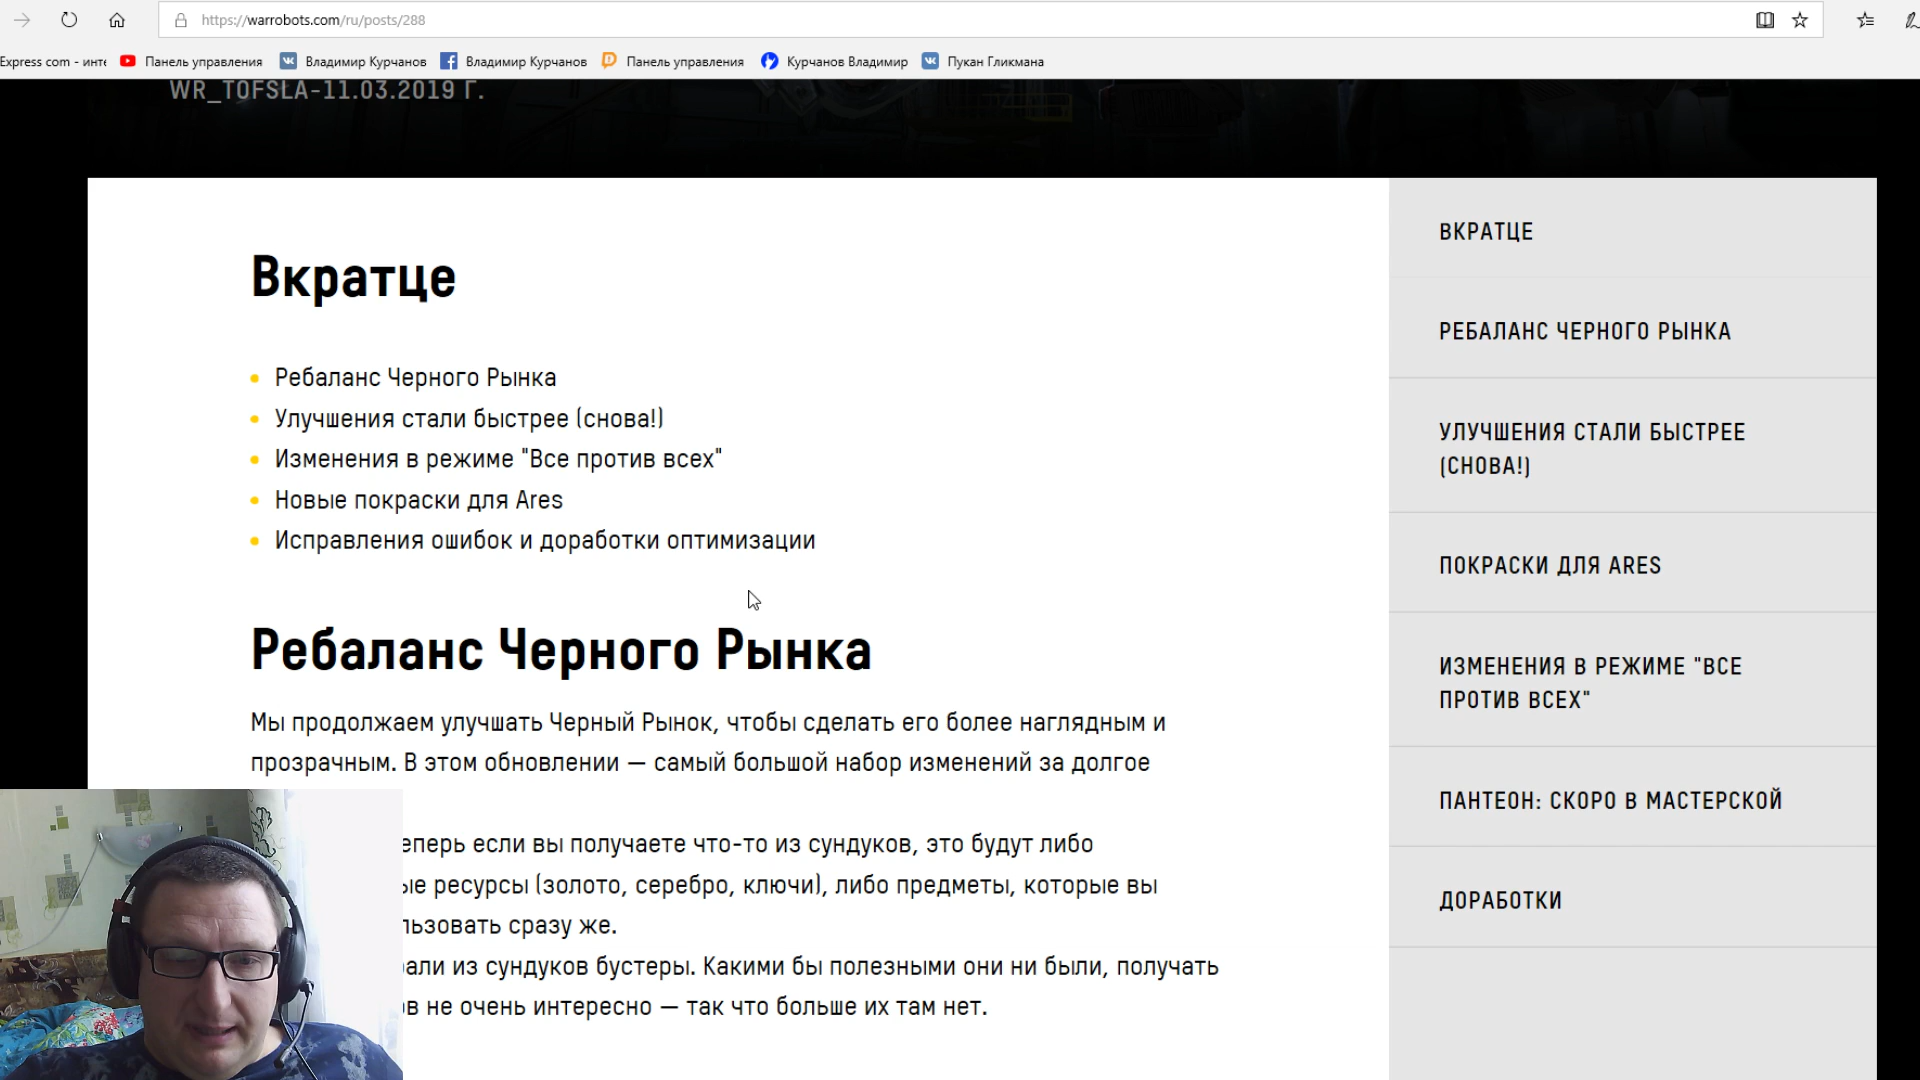 https://warrobots.com/ru/posts/288
Express com - инте
Панель управления
Владимир Курчанов
Владимир Курчанов
Панель управления
Курчанов Владимир
Пукан Гликмана
WR_TOFSLA-11.03.2019 Г.
Вкратце
Ребаланс Черного Рынка
Улучшения стали быстрее (снова!)
Изменения в режиме "Все против всех"
Новые покраски для Ares
Исправления ошибок и доработки оптимизации
Ребаланс Черного Рынка
Мы продолжаем улучшать Черный Рынок, чтобы сделать его более наглядным и
прозрачным. В этом обновлении — самый большой набор изменений за долгое
еперь если вы получаете что-то из сундуков, это будут либо
ые ресурсы (золото, серебро, ключи), либо предметы, которые вы
льзовать сразу же.
али из сундуков бустеры. Какими бы полезными они ни были, получать
ов не очень интересно — так что больше их там нет.
ВКРАТЦЕ
РЕБАЛАНС ЧЕРНОГО РЫНКА
УЛУЧШЕНИЯ СТАЛИ БЫСТРЕЕ
(СНОВА!)
ПОКРАСКИ ДЛЯ ARES
ИЗМЕНЕНИЯ В РЕЖИМЕ "ВСЕ
ПРОТИВ ВСЕХ"
ПАНТЕОН: СКОРО В МАСТЕРСКОЙ
ДОРАБОТКИ